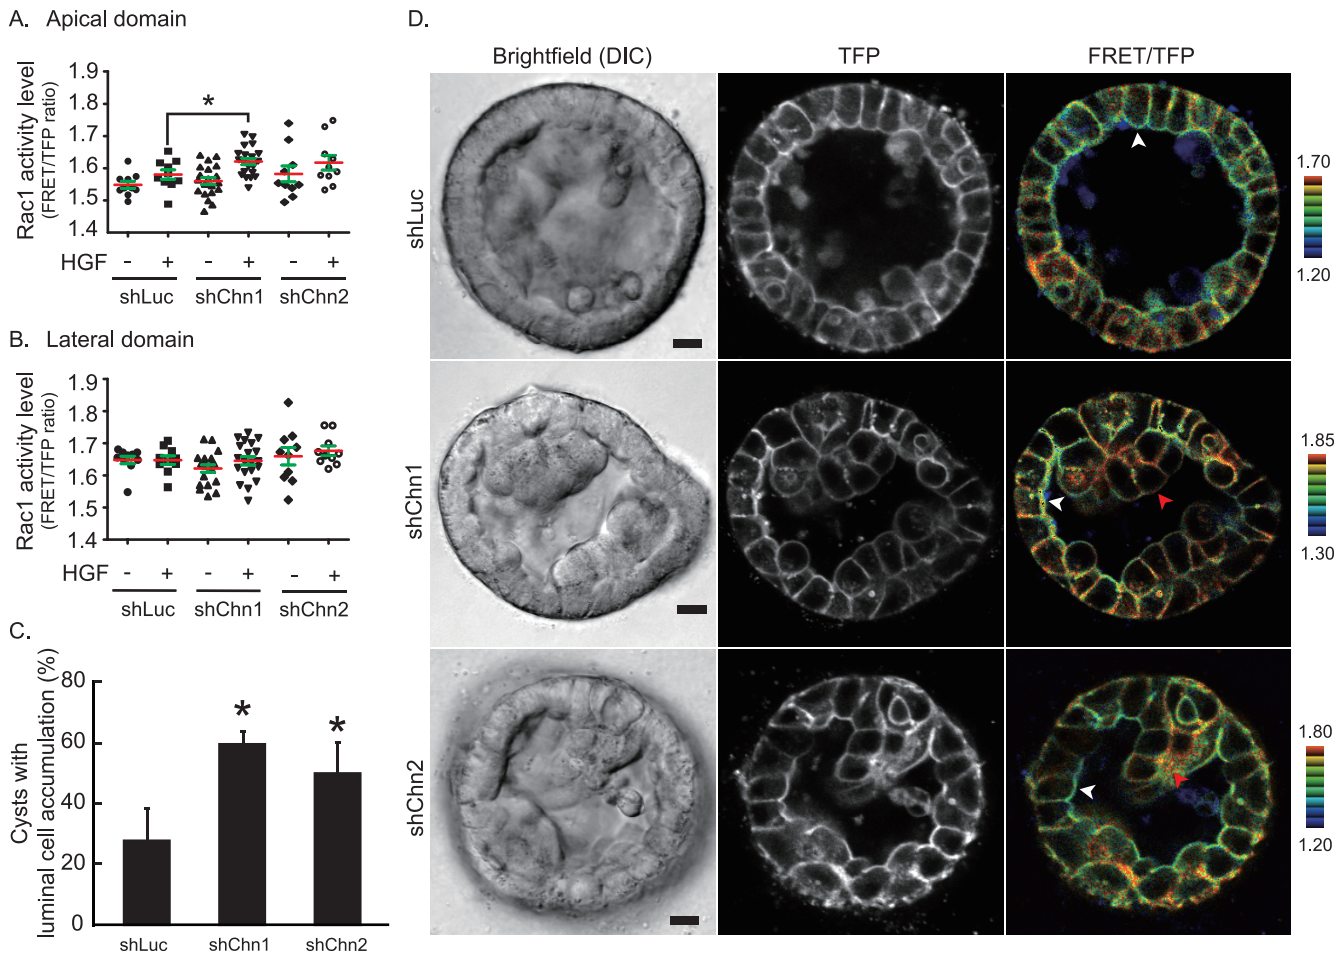 A. Apical domain
Rac1 activity level
(FRET/TFP ratio)
1.9
1.8
1.7
1.6
1.5
1.4
*
HGF - + - + - +
shLuc shChn1 shChn2
B. Lateral domain
Rac1 activity level
(FRET/TFP ratio)
1.9
1.8
1.7
1.6
1.5
1.4
HGF - + - + - +
shLuc shChn1 shChn2
C.
Cysts with
luminal cell accumulation (%)
80
60
40
20
0
* *
shLuc shChn1 shChn2
D.
Brightfield (DIC) TFP FRET/TFP
shLuc
1.70
1.20
shChn1
1.85
1.30
shChn2
1.80
1.20